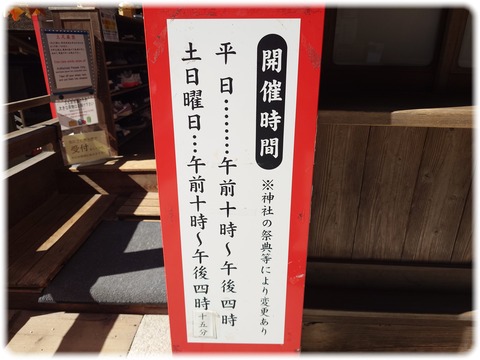 開催時間
※神社の祭典等により変更あり
平日………午前十時～午後四時
土日曜日…午前十時～午後四時
十五分
受付